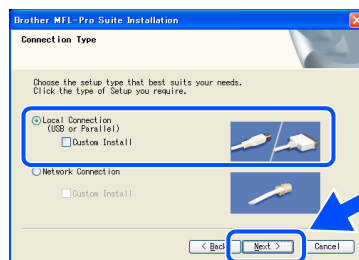 Brother MFL-Pro Suite Installation
Connection Type
Choose the setup type that best suits your needs.
Click the type of Setup you require.
Local Connection
(USB or Parallel)
Custom Install
Network Connection
Custom Install
< Back
Next >
Cancel